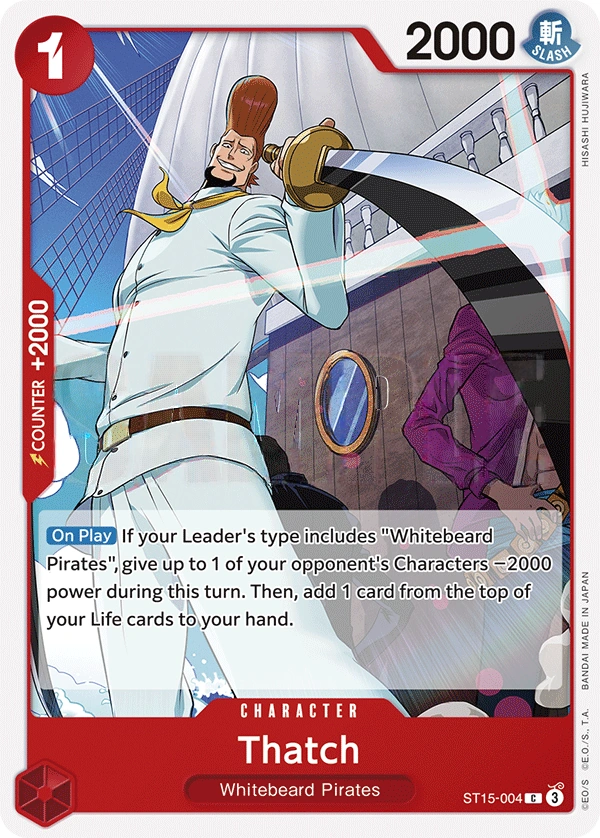 1
2000
斬
SLASH
HISASHI HUJIWARA
COUNTER +2000
On Play If your Leader's type includes "Whitebeard
Pirates", give up to 1 of your opponent's Characters −2000
power during this turn. Then, add 1 card from the top of
your Life cards to your hand.
©E.O/S ©E.O./S., T.A. BANDAI MADE IN JAPAN
CHARACTER
Thatch
Whitebeard Pirates
ST15-004 C 3